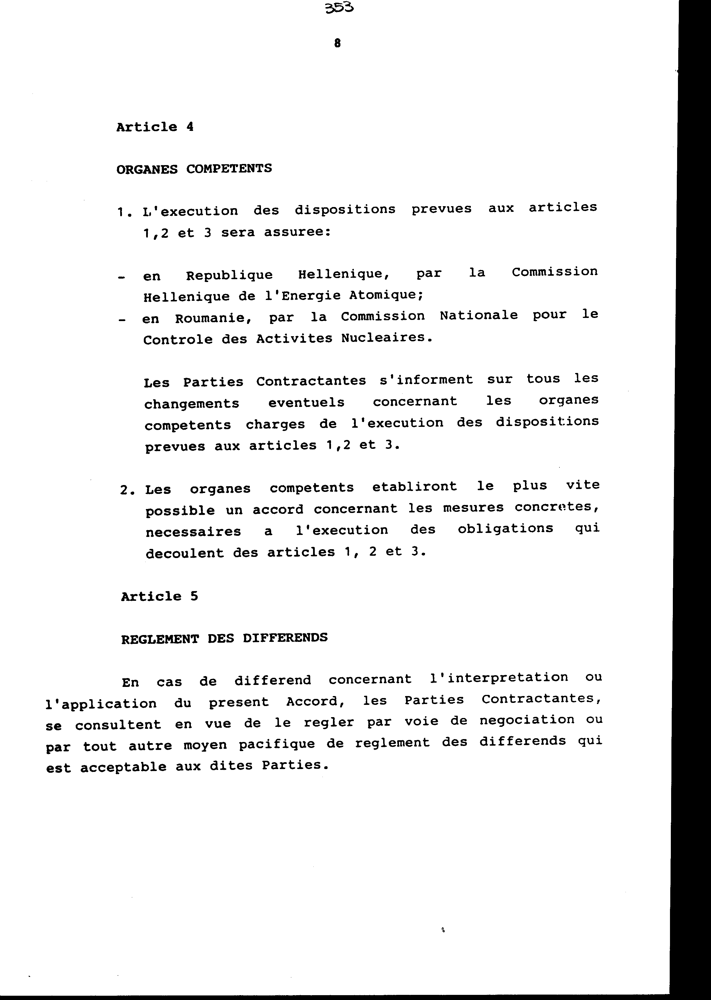 353
8
Article 4
ORGANES COMPETENTS
1. L'execution des dispositions prevues aux articles
1,2 et 3 sera assuree:
- en Republique Hellenique, par la Commission
Hellenique de l'Energie Atomique;
- en Roumanie, par la Commission Nationale pour le
Controle des Activites Nucleaires.
Les Parties Contractantes s'informent sur tous les
changements eventuels concernant les organes
competents charges de l'execution des dispositions
prevues aux articles 1,2 et 3.
2. Les organes competents etabliront le plus vite
possible un accord concernant les mesures concretes,
necessaires a l'execution des obligations qui
decoulent des articles 1, 2 et 3.
Article 5
REGLEMENT DES DIFFERENDS
En cas de differend concernant l'interpretation ou
l'application du present Accord, les Parties Contractantes,
se consultent en vue de le regler par voie de negociation ou
par tout autre moyen pacifique de reglement des differends qui
est acceptable aux dites Parties.